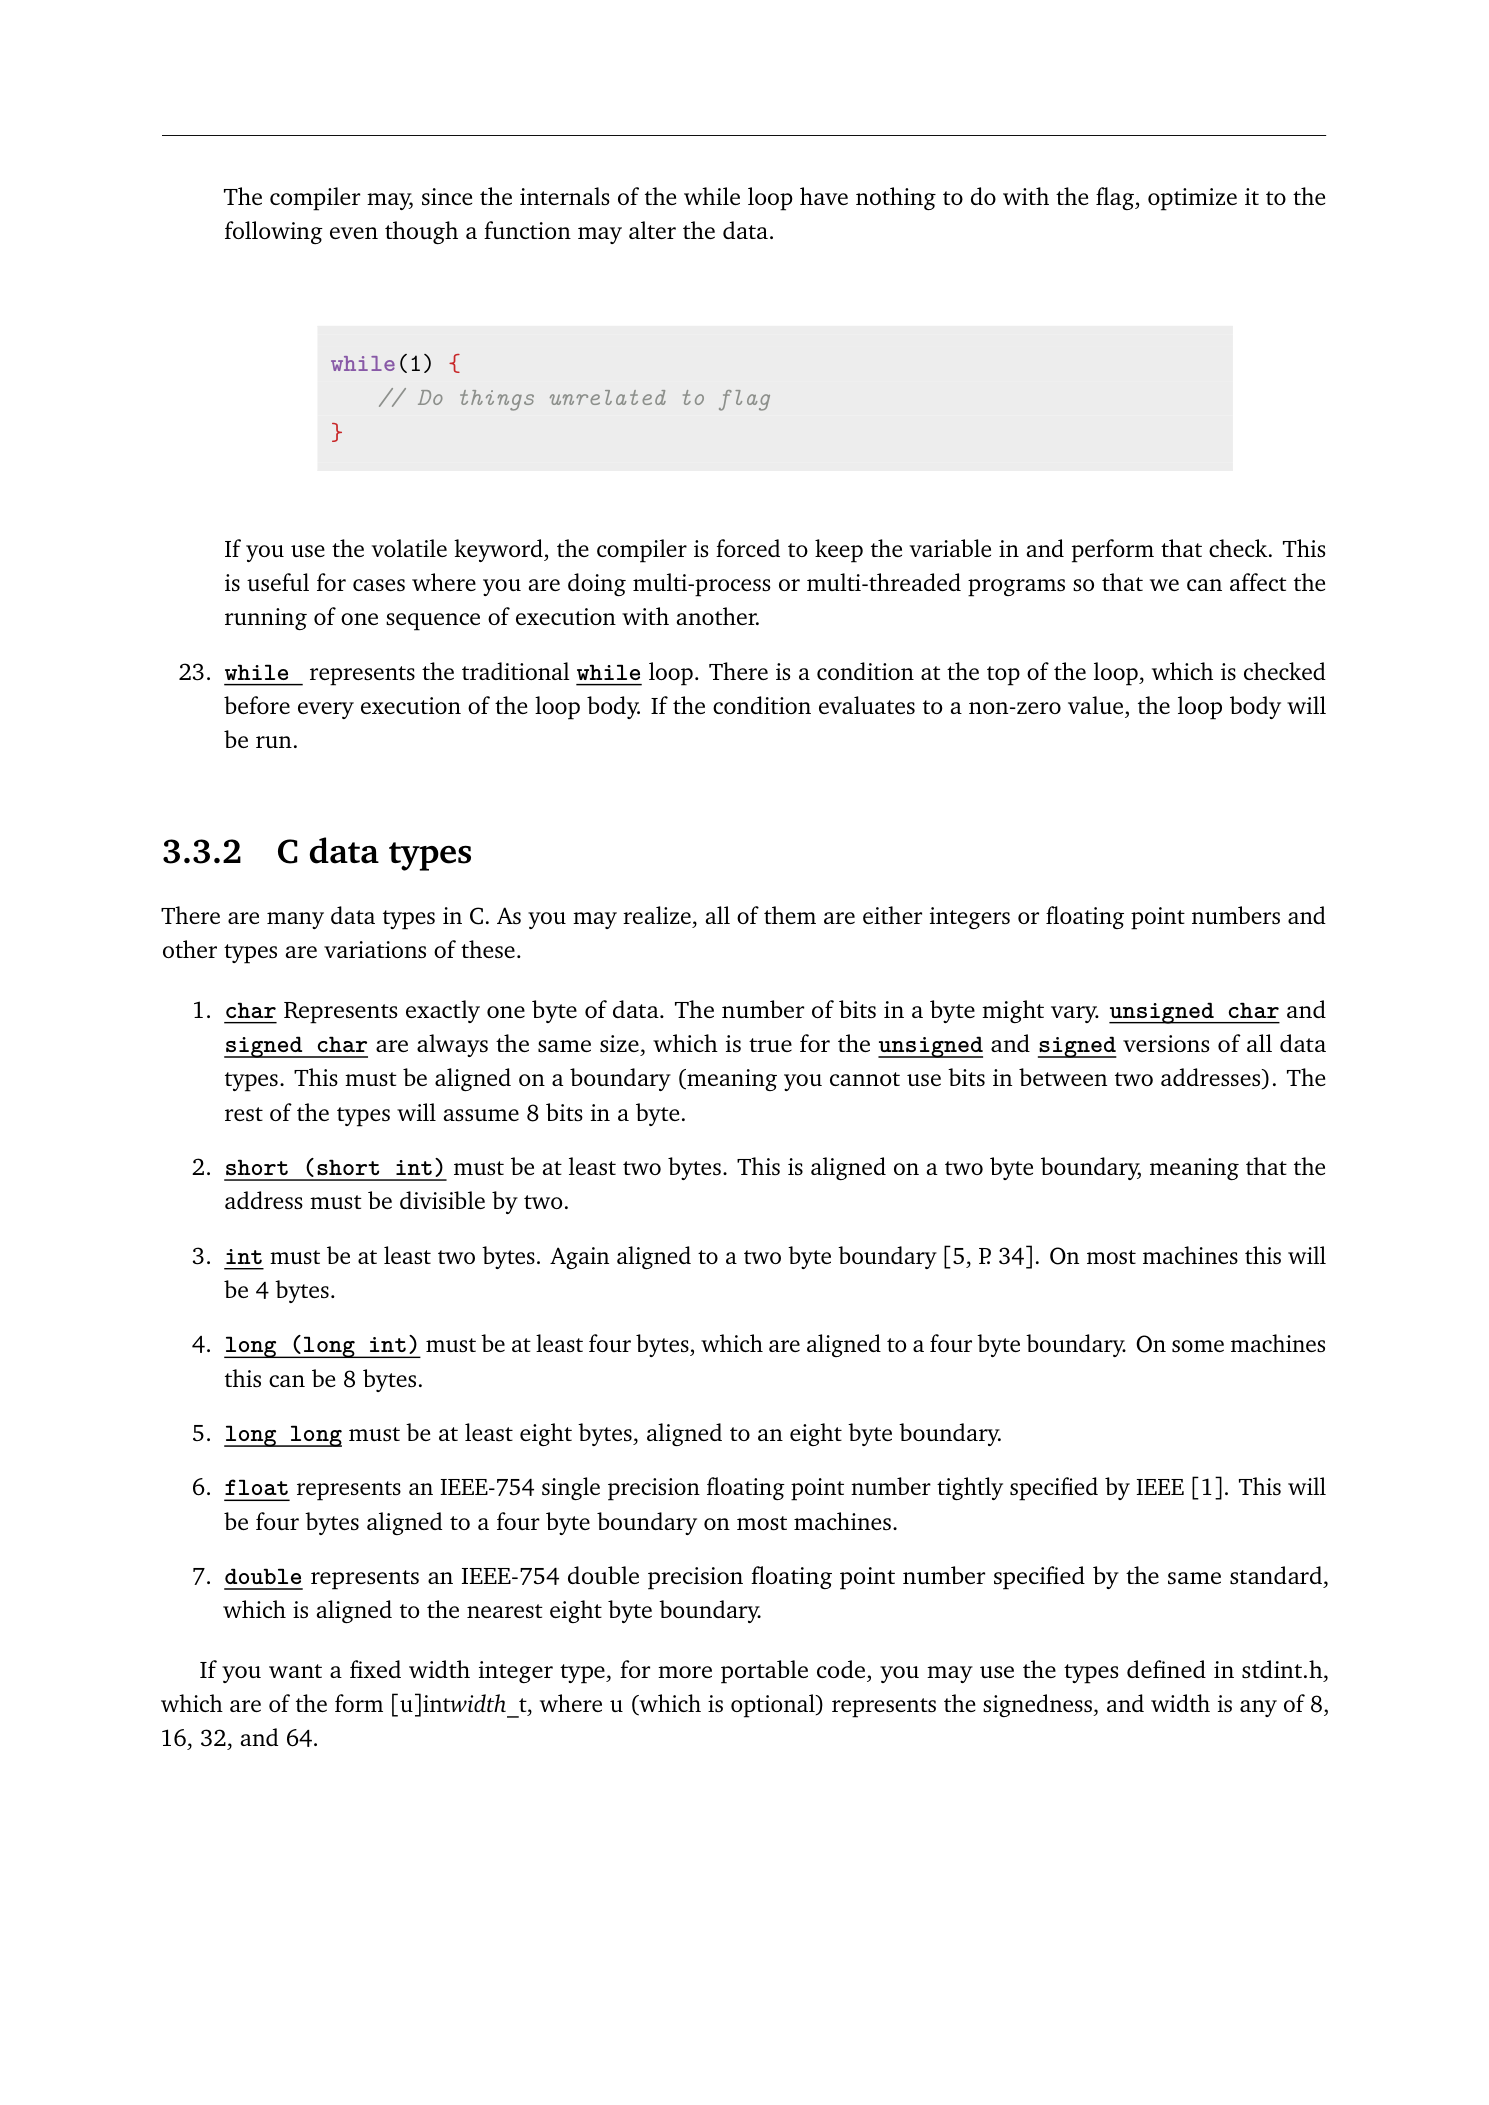 The compiler may, since the internals of the while loop have nothing to do with the flag, optimize it to the
following even though a function may alter the data.
while(1) {
// Do things unrelated to flag
}
If you use the volatile keyword, the compiler is forced to keep the variable in and perform that check. This
is useful for cases where you are doing multi-process or multi-threaded programs so that we can affect the
running of one sequence of execution with another.
23. while  represents the traditional while loop. There is a condition at the top of the loop, which is checked
before every execution of the loop body. If the condition evaluates to a non-zero value, the loop body will
be run.
3.3.2 C data types
There are many data types in C. As you may realize, all of them are either integers or floating point numbers and
other types are variations of these.
1. char Represents exactly one byte of data. The number of bits in a byte might vary. unsigned char and
signed char are always the same size, which is true for the unsigned and signed versions of all data
types. This must be aligned on a boundary (meaning you cannot use bits in between two addresses). The
rest of the types will assume 8 bits in a byte.
2. short (short int) must be at least two bytes. This is aligned on a two byte boundary, meaning that the
address must be divisible by two.
3. int must be at least two bytes. Again aligned to a two byte boundary [5, P. 34]. On most machines this will
be 4 bytes.
4. long (long int) must be at least four bytes, which are aligned to a four byte boundary. On some machines
this can be 8 bytes.
5. long long must be at least eight bytes, aligned to an eight byte boundary.
6. float represents an IEEE-754 single precision floating point number tightly specified by IEEE [1]. This will
be four bytes aligned to a four byte boundary on most machines.
7. double represents an IEEE-754 double precision floating point number specified by the same standard,
which is aligned to the nearest eight byte boundary.
If you want a fixed width integer type, for more portable code, you may use the types defined in stdint.h,
which are of the form [u]intwidth_t, where u (which is optional) represents the signedness, and width is any of 8,
16, 32, and 64.